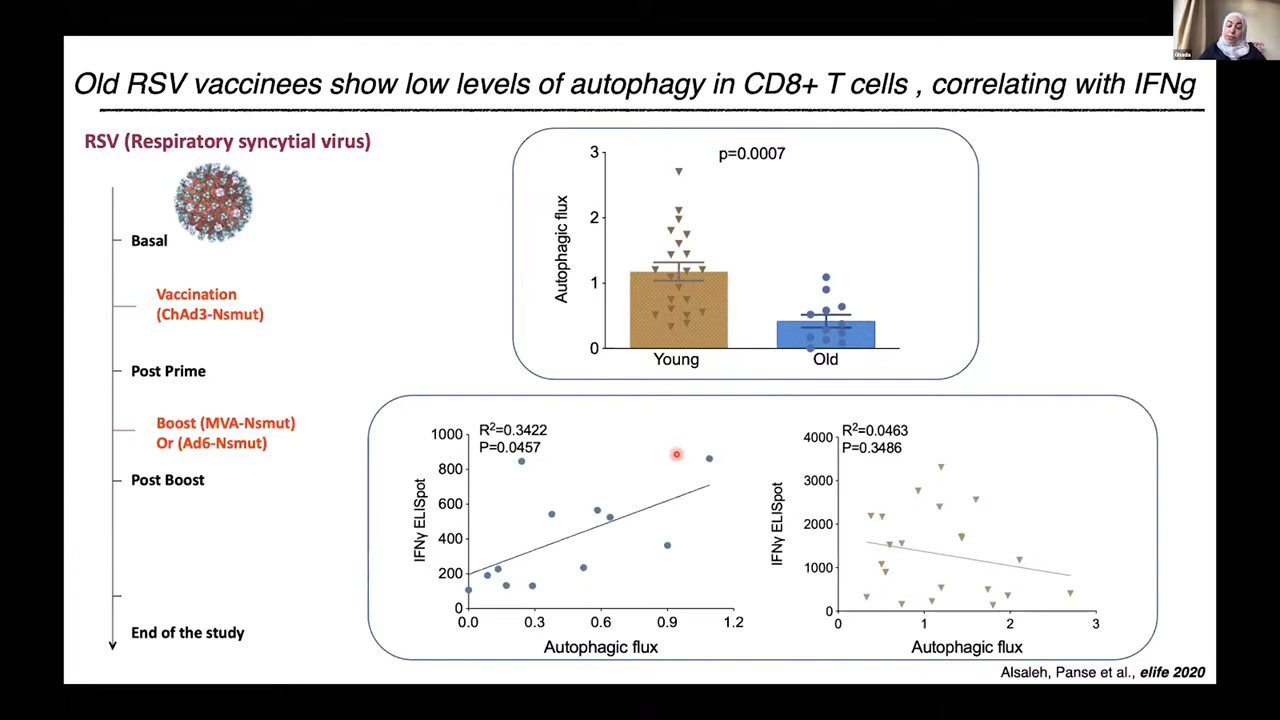 Ghada
Old RSV vaccinees show low levels of autophagy in CD8+ T cells , correlating with IFNg
RSV (Respiratory syncytial virus)
Basal
Vaccination
(ChAd3-Nsmut)
Post Prime
Boost (MVA-Nsmut)
Or (Ad6-Nsmut)
Post Boost
End of the study
p=0.0007
Autophagic flux
3
2
1
0
Young
Old
R²=0.3422
P=0.0457
IFNγ ELISpot
1000
800
600
400
200
0
0.0
0.3
0.6
0.9
1.2
Autophagic flux
R²=0.0463
P=0.3486
IFNγ ELISpot
4000
3000
2000
1000
0
0
1
2
3
Autophagic flux
Alsaleh, Panse et al., elife 2020